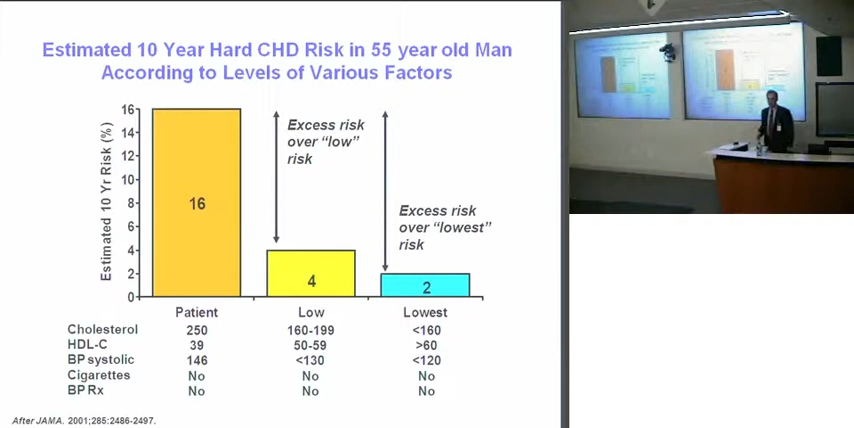 Estimated 10 Year Hard CHD Risk in 55 year old Man
According to Levels of Various Factors
Estimated 10 Yr Risk (%)
16
14
12
10
8
6
4
2
0
16
4
2
Excess risk
over “low”
risk
Excess risk
over “lowest”
risk
Patient Low Lowest
Cholesterol 250 160-199 <160
HDL-C 39 50-59 >60
BP systolic 146 <130 <120
Cigarettes No No No
BP Rx No No No
After JAMA. 2001;285:2486-2497.